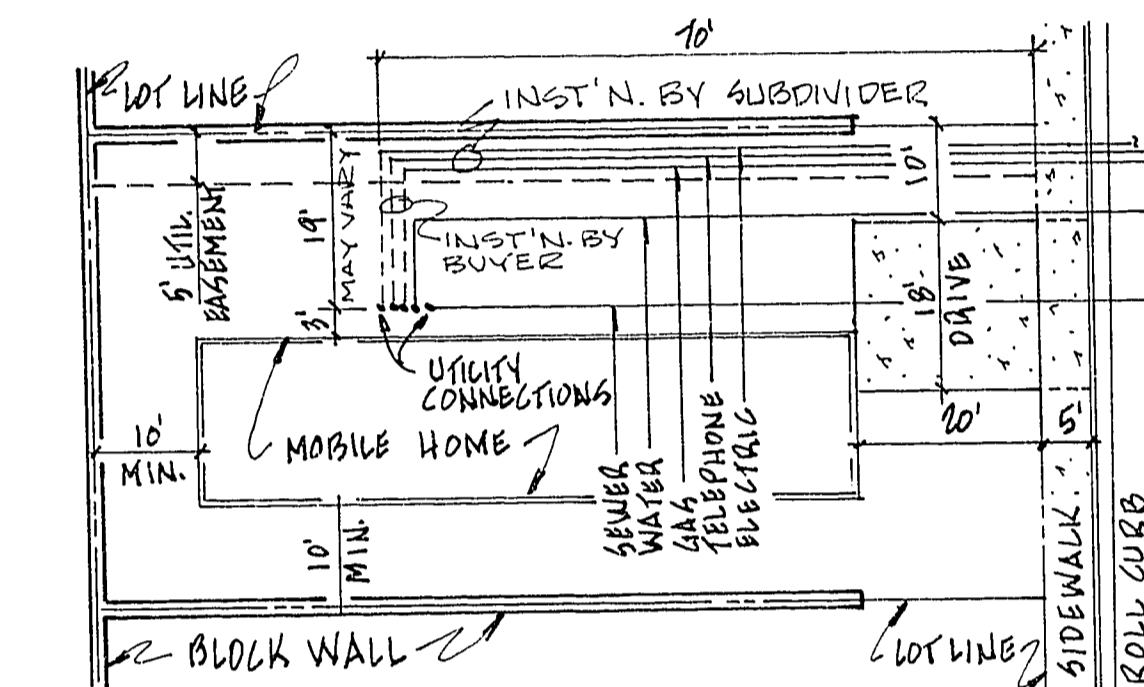 70'
LOT LINE
INST'N. BY SUBDIVIDER
10'
5' UTIL.
EASEMENT
19'
MAY VARY
3'
INST'N. BY
BUYER
18'
DRIVE
UTILITY
CONNECTIONS
10'
MIN.
MOBILE HOME
20'
5'
SEWER
WATER
GAS
TELEPHONE
ELECTRIC
10'
MIN.
BLOCK WALL
LOT LINE
SIDEWALK
ROLL CURB